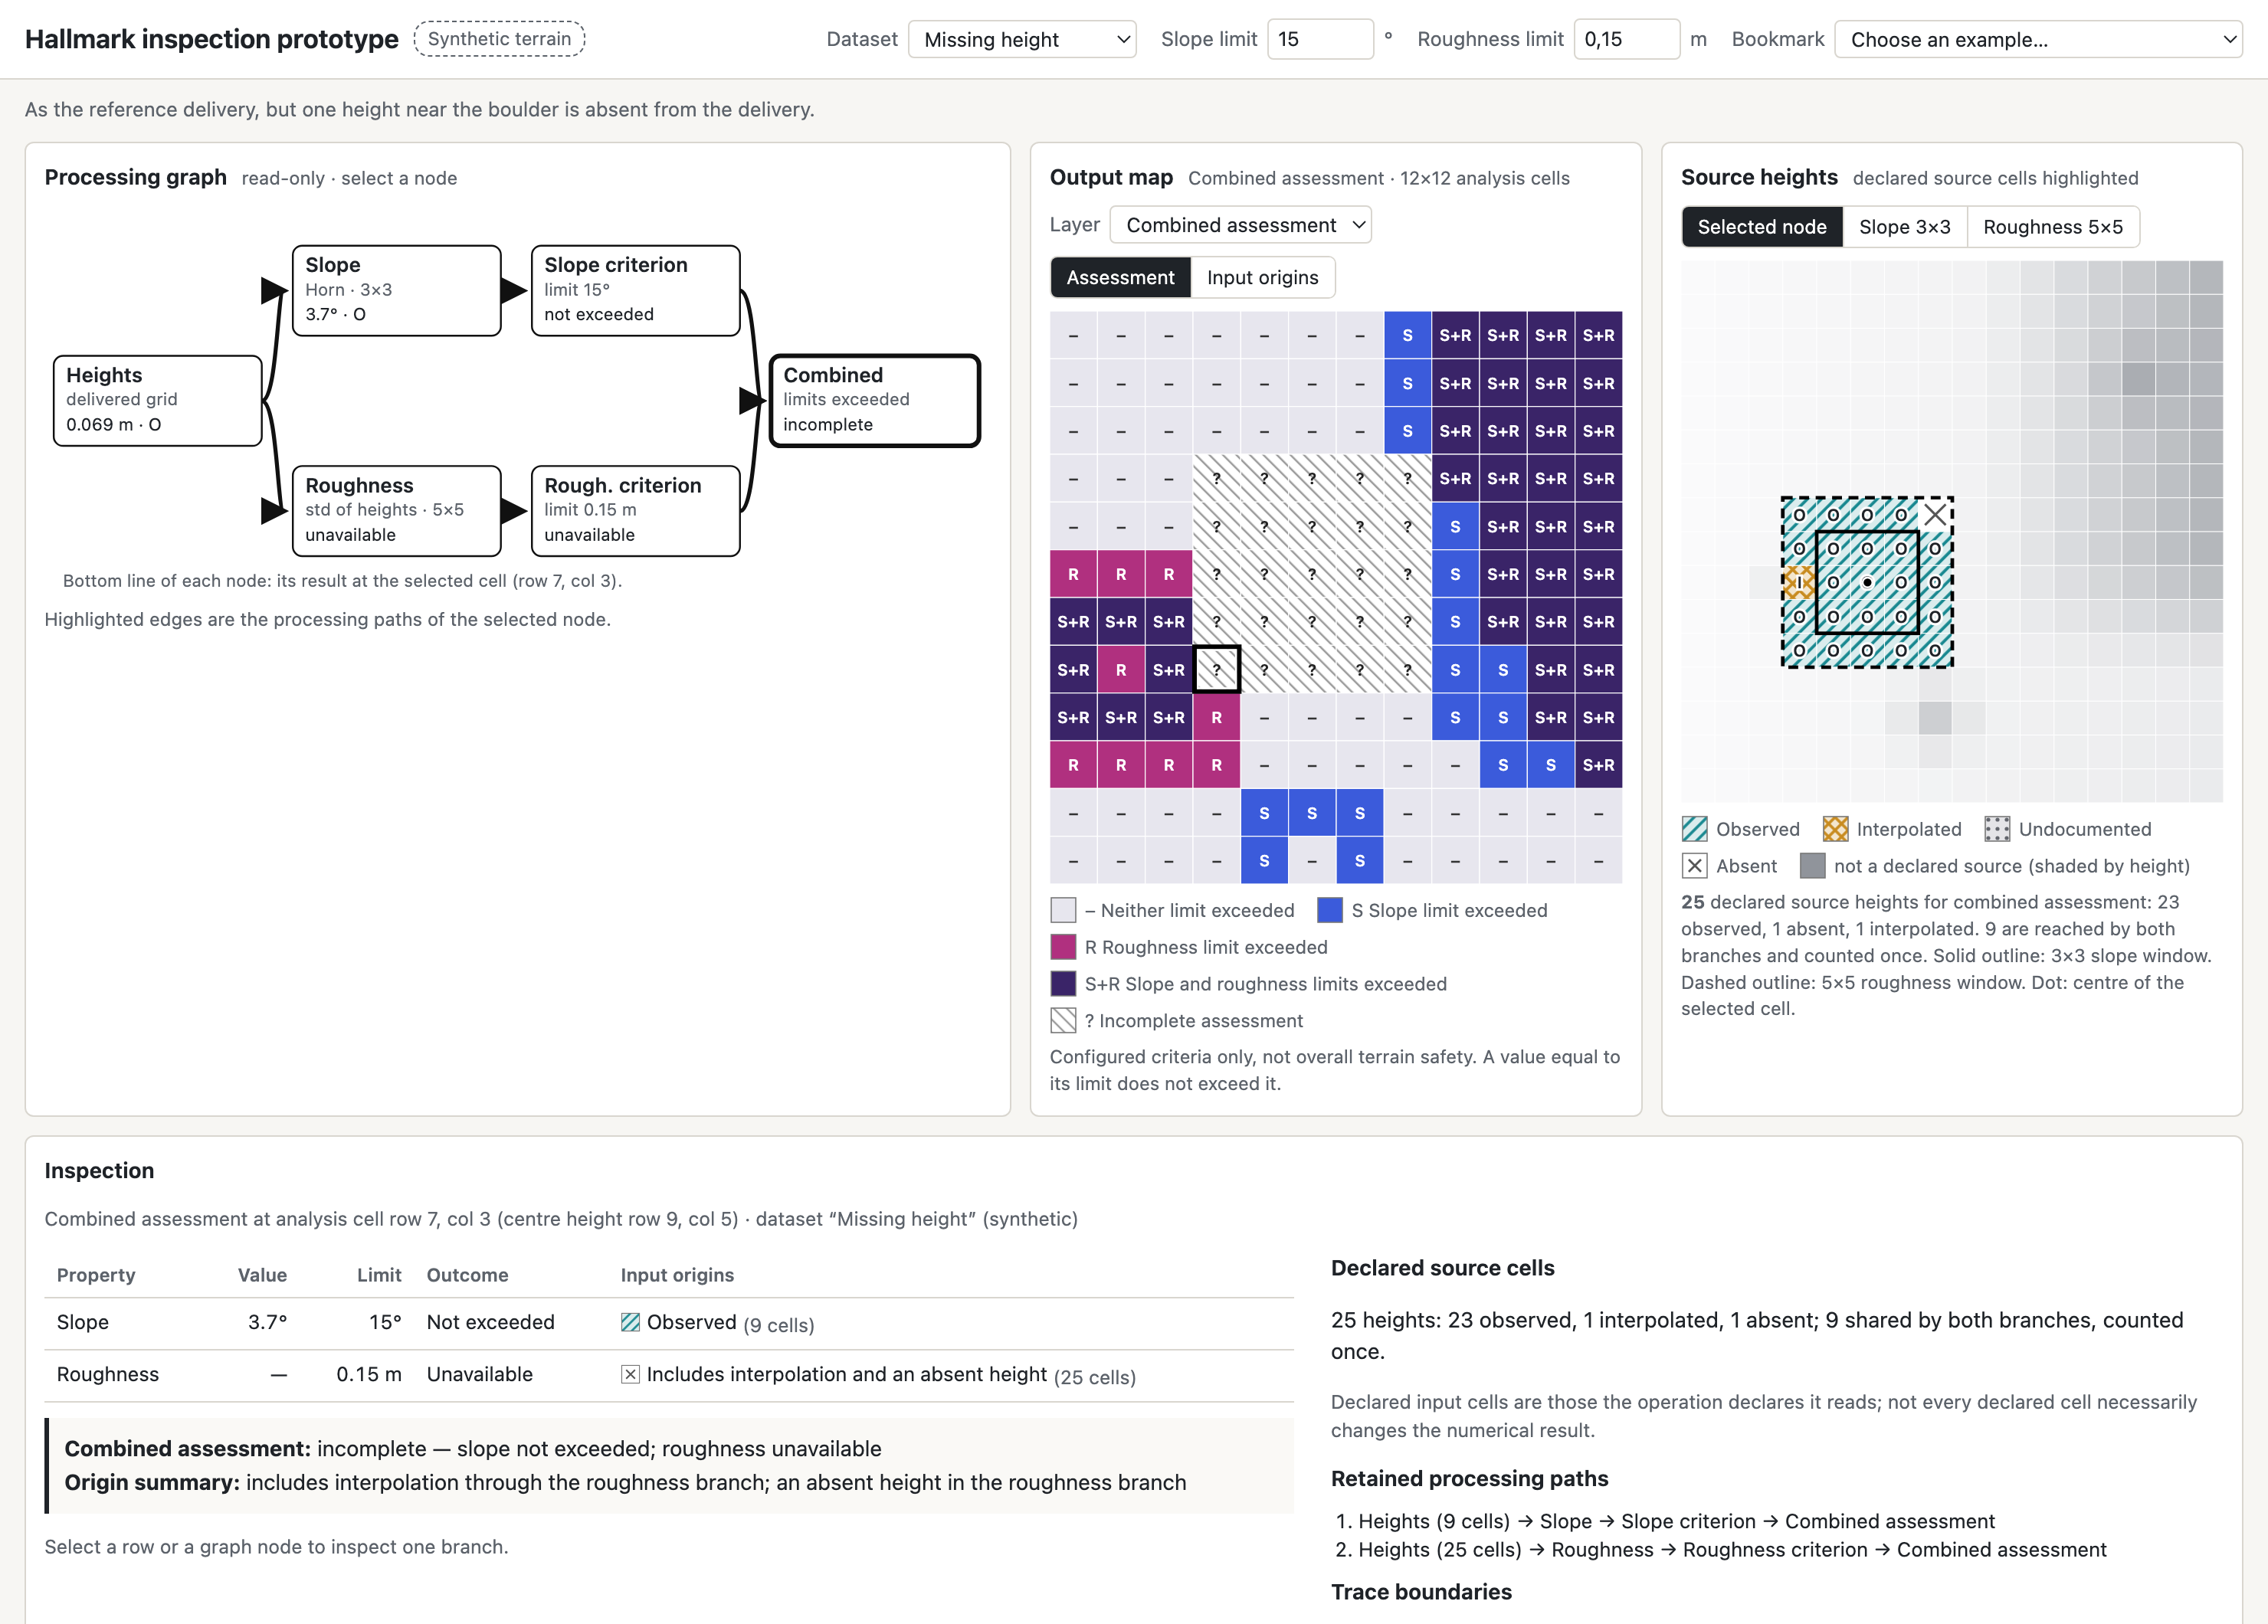 Hallmark inspection prototype Synthetic terrain Dataset Missing height Slope limit 15 ° Roughness limit 0,15 m Bookmark Choose an example...
As the reference delivery, but one height near the boulder is absent from the delivery.
Processing graph read-only · select a node
Slope
Horn · 3×3
3.7° · O
Slope criterion
limit 15°
not exceeded
Heights
delivered grid
0.069 m · O
Combined
limits exceeded
incomplete
Roughness
std of heights · 5×5
unavailable
Rough. criterion
limit 0.15 m
unavailable
Bottom line of each node: its result at the selected cell (row 7, col 3).
Highlighted edges are the processing paths of the selected node.
Output map Combined assessment · 12×12 analysis cells
Layer Combined assessment
Assessment Input origins
– – – – – – – S S+R S+R S+R S+R
– – – – – – – S S+R S+R S+R S+R
– – – – – – – S S+R S+R S+R S+R
– – – ? ? ? ? ? S+R S+R S+R S+R
– – – ? ? ? ? ? S S+R S+R S+R
R R R ? ? ? ? ? S S+R S+R S+R
S+R S+R S+R ? ? ? ? ? S S+R S+R S+R
S+R R S+R ? ? ? ? ? S S S+R S+R
S+R S+R S+R R – – – – S S S+R S+R
R R R R – – – – – S S S+R
– – – – S S S – – – – –
– – – – S – S – – – – –
– Neither limit exceeded S Slope limit exceeded
R Roughness limit exceeded
S+R Slope and roughness limits exceeded
? Incomplete assessment
Configured criteria only, not overall terrain safety. A value equal to
its limit does not exceed it.
Source heights declared source cells highlighted
Selected node Slope 3×3 Roughness 5×5
O O O O
O O O O O
I O O O
O O O O O
O O O O O
Observed Interpolated Undocumented
Absent not a declared source (shaded by height)
25 declared source heights for combined assessment: 23
observed, 1 absent, 1 interpolated. 9 are reached by both
branches and counted once. Solid outline: 3×3 slope window.
Dashed outline: 5×5 roughness window. Dot: centre of the
selected cell.
Inspection
Combined assessment at analysis cell row 7, col 3 (centre height row 9, col 5) · dataset “Missing height” (synthetic)
Property Value Limit Outcome Input origins
Slope 3.7° 15° Not exceeded Observed (9 cells)
Roughness — 0.15 m Unavailable Includes interpolation and an absent height (25 cells)
Combined assessment: incomplete — slope not exceeded; roughness unavailable
Origin summary: includes interpolation through the roughness branch; an absent height in the roughness branch
Select a row or a graph node to inspect one branch.
Declared source cells
25 heights: 23 observed, 1 interpolated, 1 absent; 9 shared by both branches, counted
once.
Declared input cells are those the operation declares it reads; not every declared cell necessarily
changes the numerical result.
Retained processing paths
1. Heights (9 cells) → Slope → Slope criterion → Combined assessment
2. Heights (25 cells) → Roughness → Roughness criterion → Combined assessment
Trace boundaries